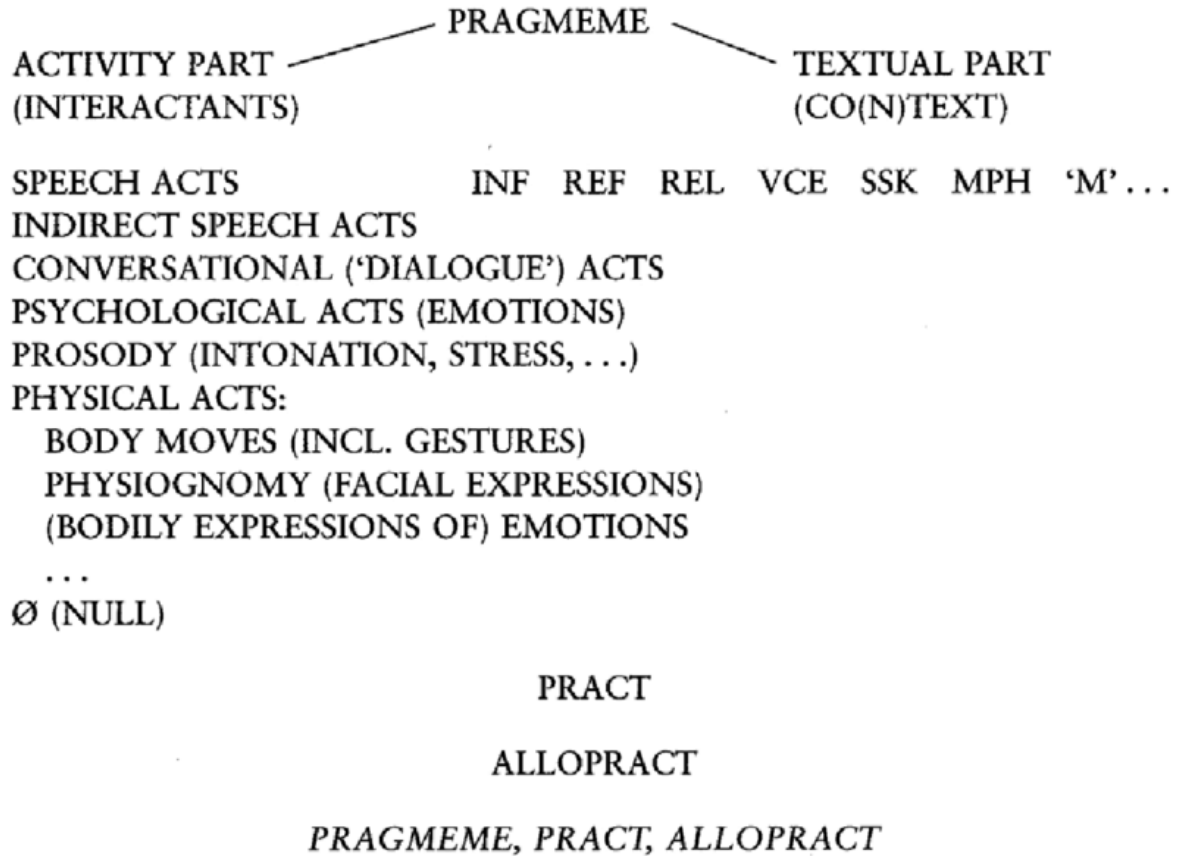 PRAGMEME
ACTIVITY PART TEXTUAL PART
(INTERACTANTS) (CO(N)TEXT)
SPEECH ACTS INF REF REL VCE SSK MPH ‘M’ . . .
INDIRECT SPEECH ACTS
CONVERSATIONAL (‘DIALOGUE’) ACTS
PSYCHOLOGICAL ACTS (EMOTIONS)
PROSODY (INTONATION, STRESS, . . .)
PHYSICAL ACTS:
BODY MOVES (INCL. GESTURES)
PHYSIOGNOMY (FACIAL EXPRESSIONS)
(BODILY EXPRESSIONS OF) EMOTIONS
. . .
Ø (NULL)
PRACT
ALLOPRACT
PRAGMEME, PRACT, ALLOPRACT